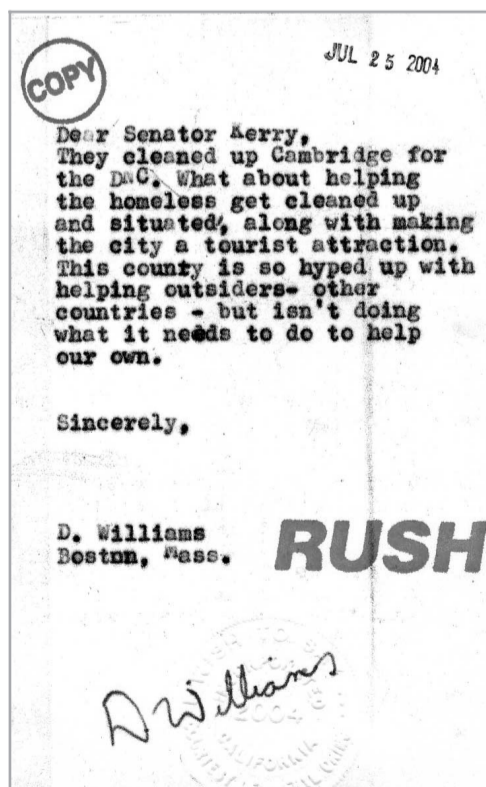 COPY
JUL 25 2004
Dear Senator Kerry,
They cleaned up Cambridge for
the DNC. What about helping
the homeless get cleaned up
and situated, along with making
the city a tourist attraction.
This county is so hyped up with
helping outsiders- other
countries - but isn't doing
what it needs to do to help
our own.
Sincerely,
D. Williams
Boston, Mass.
RUSH
D Williams
2004
CALIFORNIA